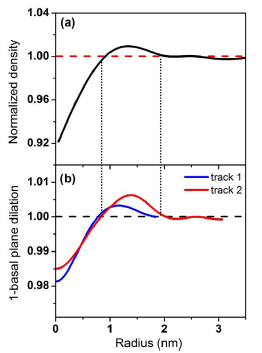 1.04
(a)
1.00
0.96
0.92
Normalized density
(b)
track 1
track 2
1.005
1.00
0.99
0.98
1-basal plane dilation
0 1 2 3
Radius (nm)